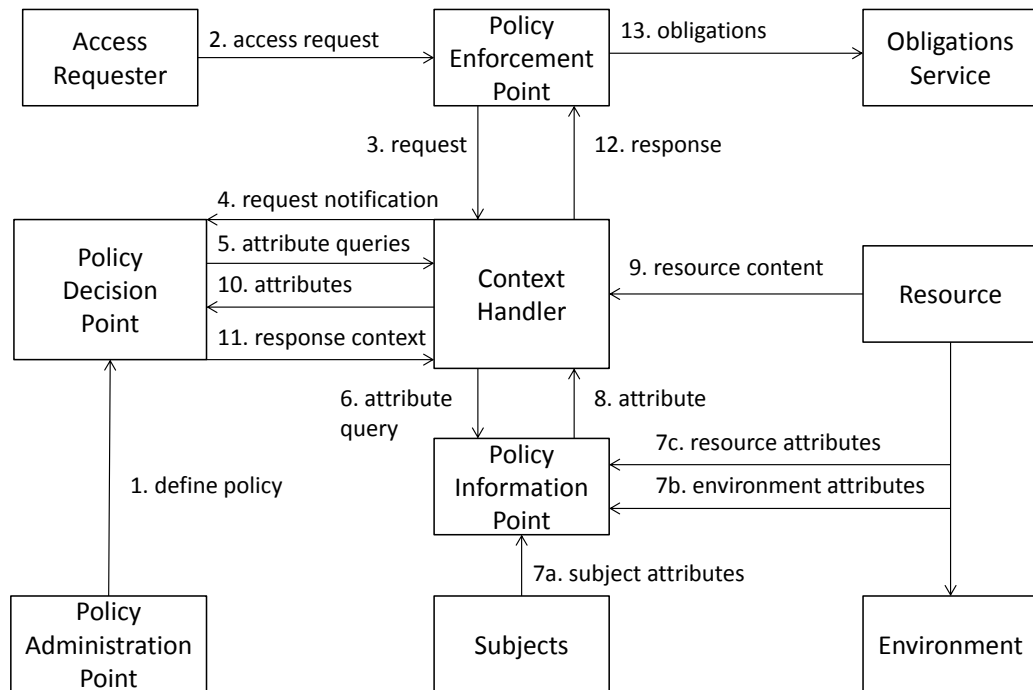 Access
Requester
2. access request
Policy
Enforcement
Point
13. obligations
Obligations
Service
3. request
12. response
4. request notification
Policy
Decision
Point
5. attribute queries
10. attributes
11. response context
Context
Handler
9. resource content
Resource
6. attribute
query
8. attribute
1. define policy
Policy
Information
Point
7c. resource attributes
7b. environment attributes
7a. subject attributes
Policy
Administration
Point
Subjects
Environment